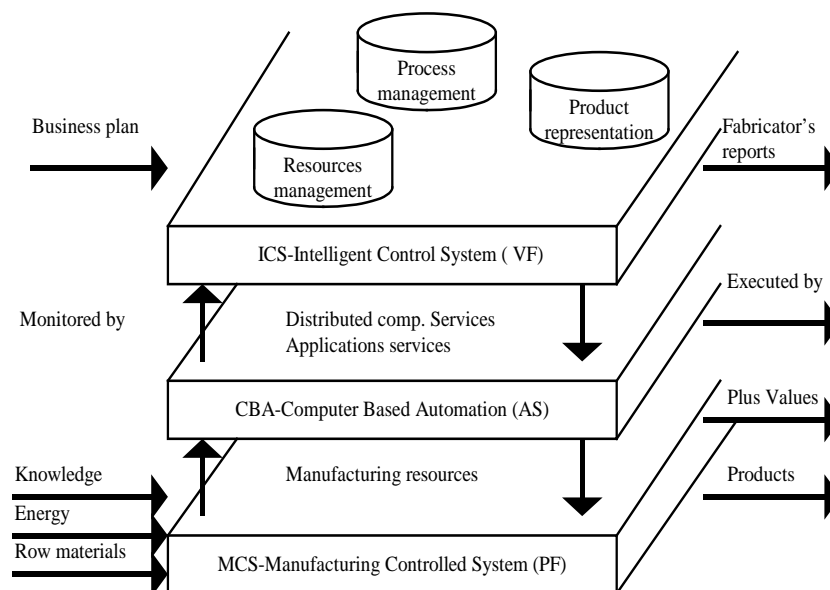 Process
management
Product
representation
Business plan
Fabricator's
reports
Resources
management
ICS-Intelligent Control System ( VF)
Executed by
Monitored by
Distributed comp. Services
Applications services
Plus Values
CBA-Computer Based Automation (AS)
Knowledge
Manufacturing resources
Products
Energy
Row materials
MCS-Manufacturing Controlled System (PF)